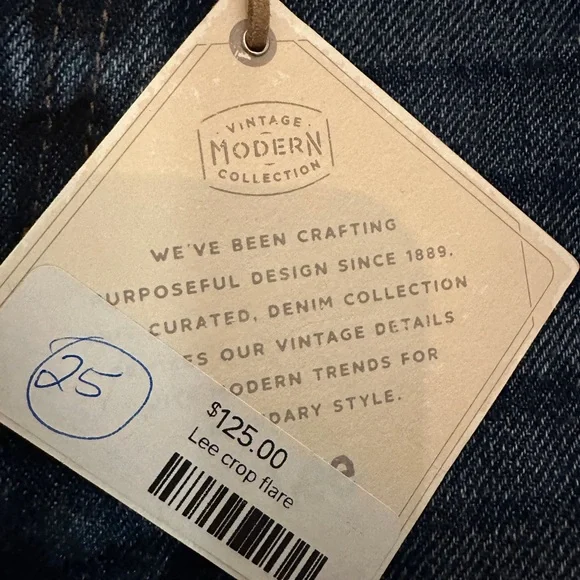 VINTAGE
MODERN
COLLECTION
WE'VE BEEN CRAFTING
URPOSEFUL DESIGN SINCE 1889.
CURATED, DENIM COLLECTION
ES OUR VINTAGE DETAILS
ODERN TRENDS FOR
DARY STYLE.
25
$125.00
Lee crop flare